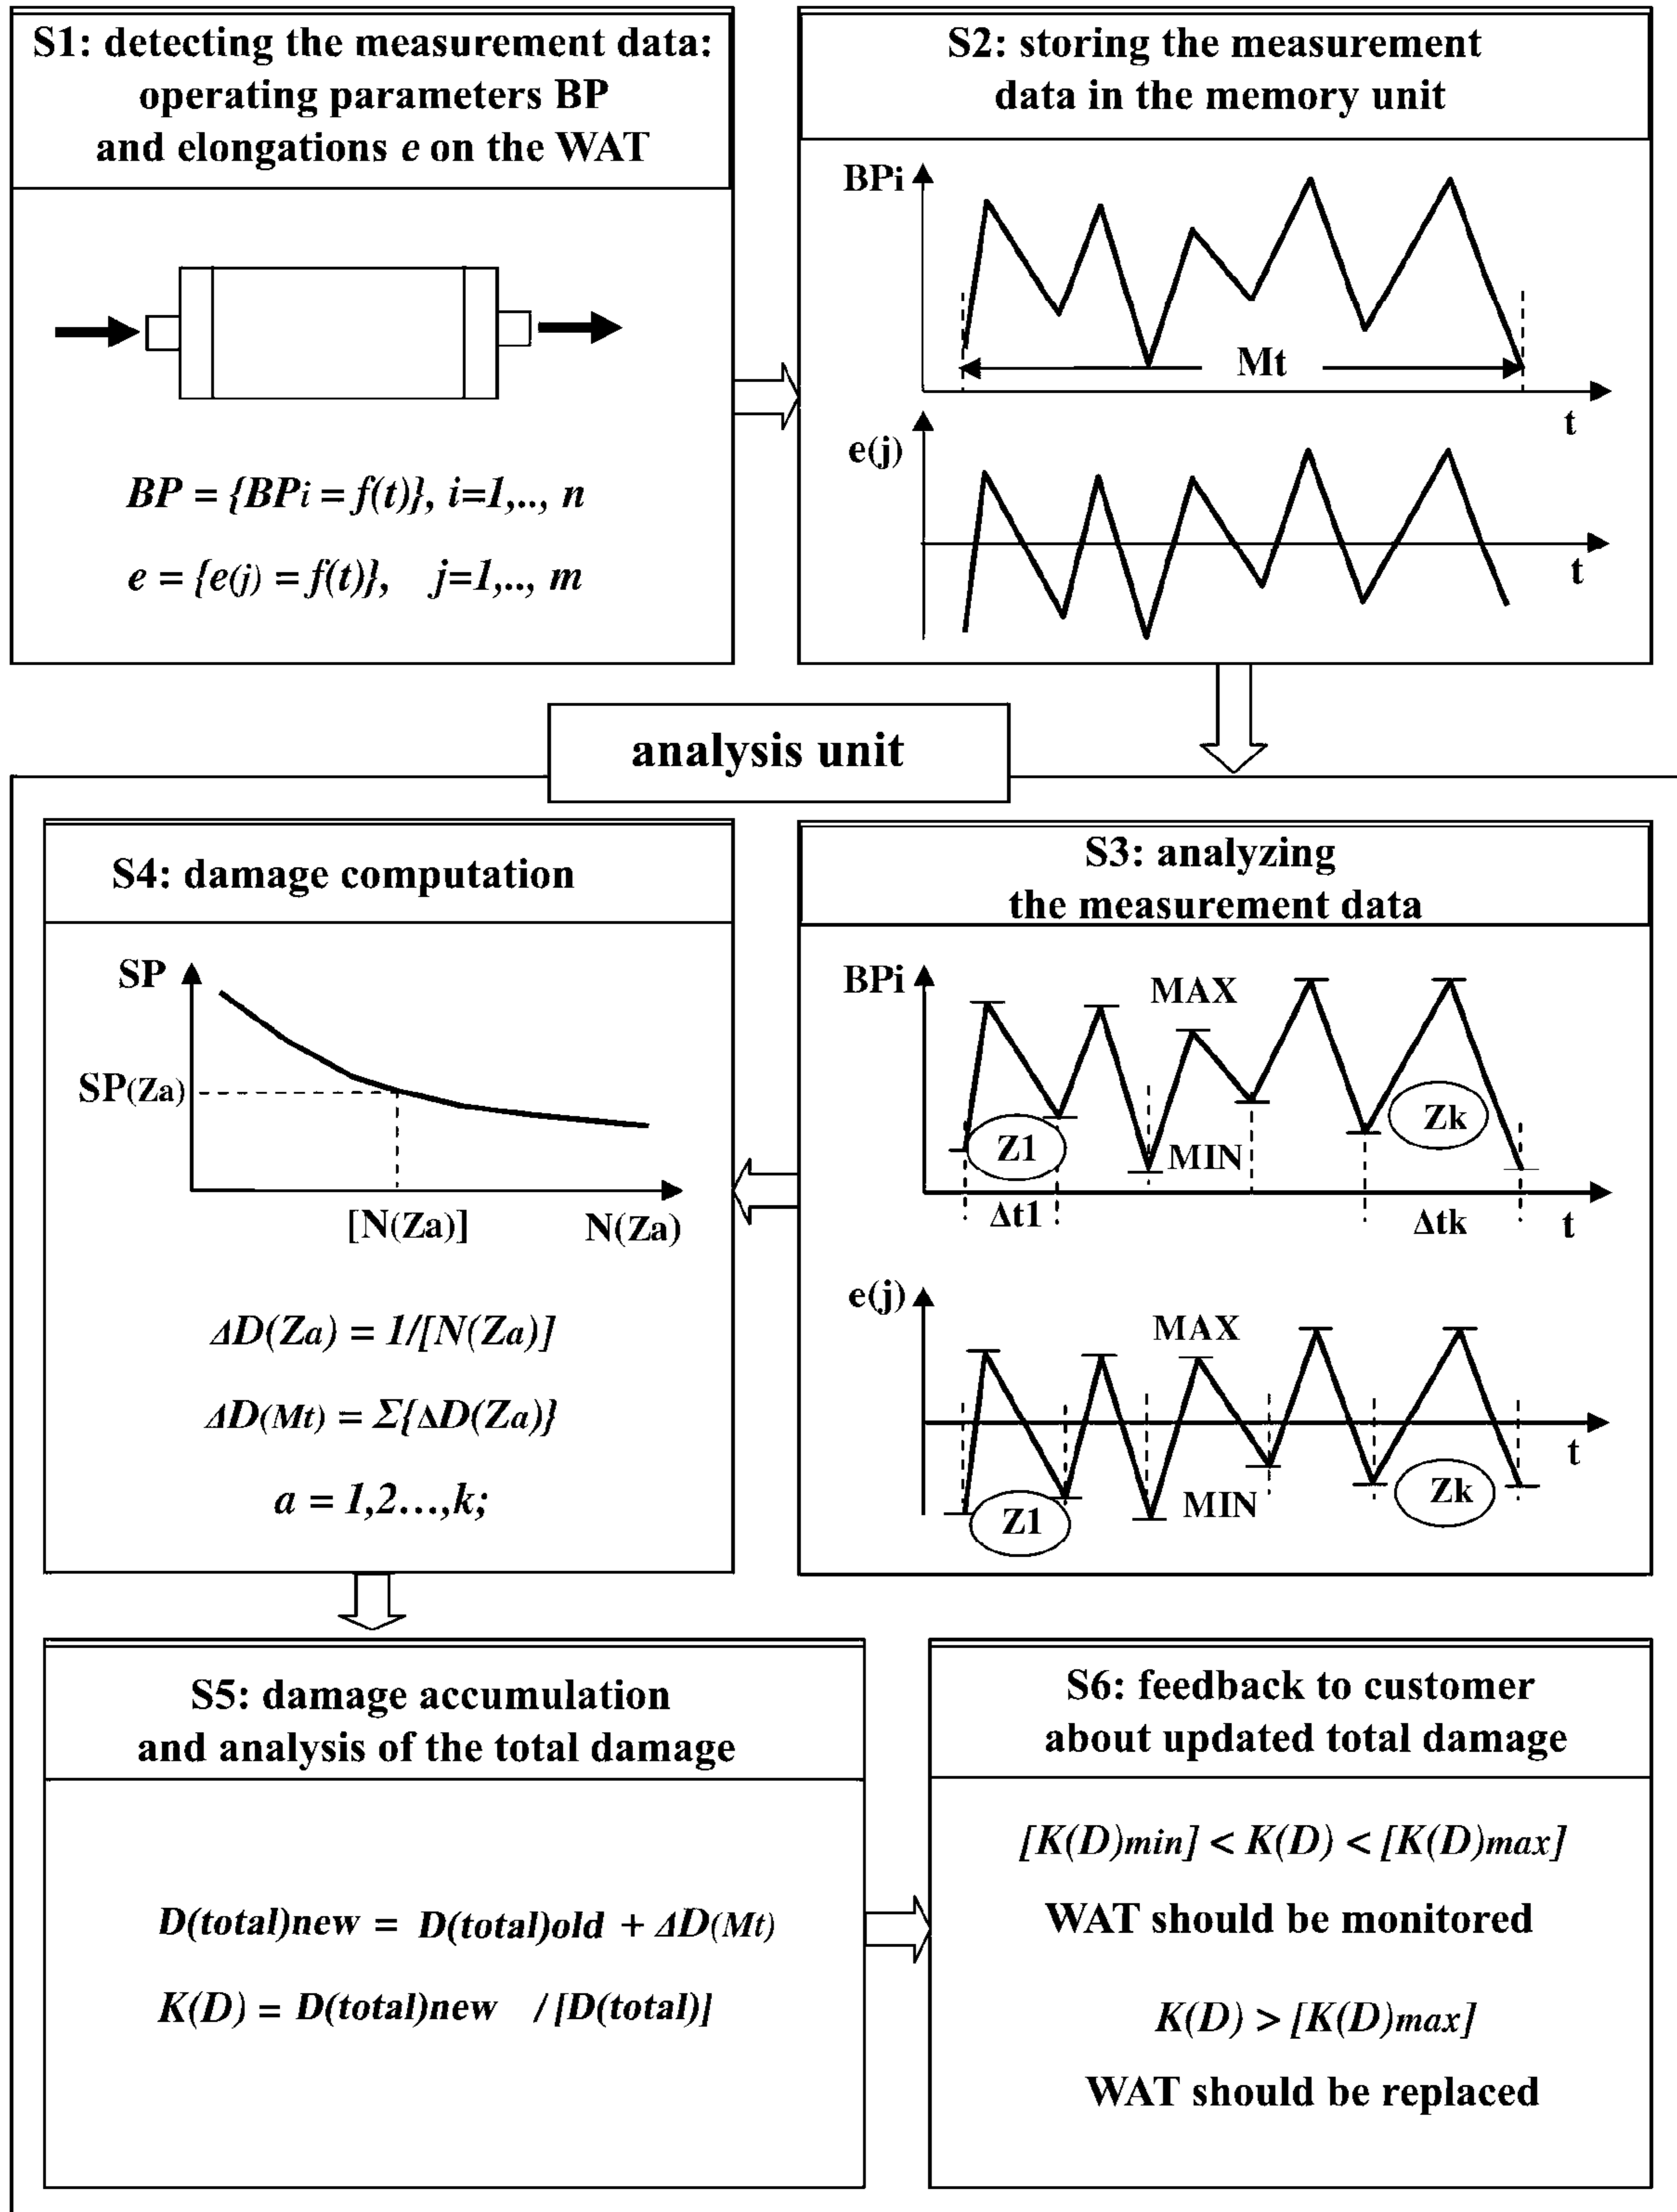 S1: detecting the measurement data:
operating parameters BP
and elongations e on the WAT
BP = {BPi = f(t)}, i=1,.., n
e = {e(j) = f(t)}, j=1,.., m
S2: storing the measurement
data in the memory unit
BPi
Mt
t
e(j)
t
analysis unit
S3: analyzing
the measurement data
BPi
MAX
Z1
MIN
Zk
Δt1
Δtk
t
e(j)
MAX
t
Z1
MIN
Zk
S4: damage computation
SP
SP(Za)
[N(Za)]
N(Za)
ΔD(Za) = 1/[N(Za)]
ΔD(Mt) = Σ{ΔD(Za)}
a = 1,2...,k;
S5: damage accumulation
and analysis of the total damage
D(total)new = D(total)old + ΔD(Mt)
K(D) = D(total)new / [D(total)]
S6: feedback to customer
about updated total damage
[K(D)min] < K(D) < [K(D)max]
WAT should be monitored
K(D) > [K(D)max]
WAT should be replaced